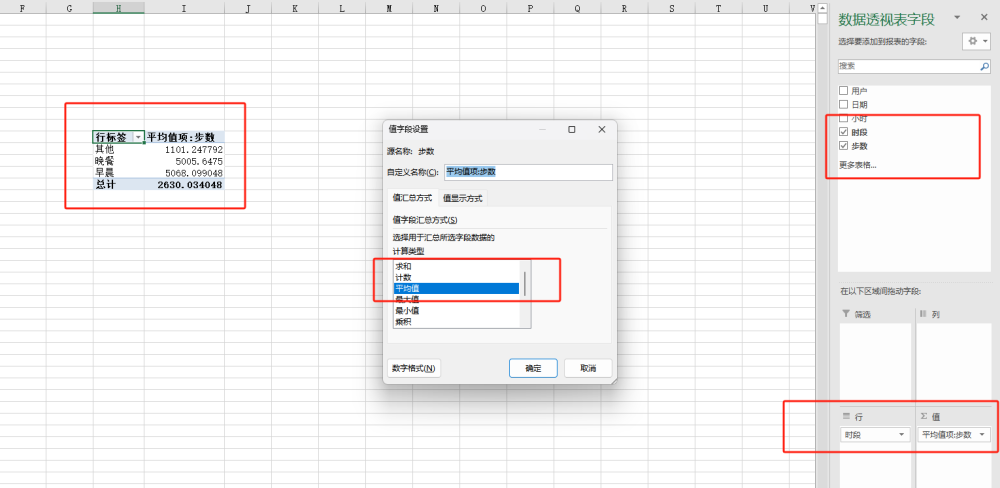 F G H I J K L M N O P Q R S T U V
行标签 平均值项:步数
其他 1101.247792
晚餐 5005.6475
早晨 5068.099048
总计 2630.034048
值字段设置
源名称: 步数
自定义名称(C): 平均值项:步数
值汇总方式 值显示方式
值字段汇总方式(S)
选择用于汇总所选字段数据的
计算类型
求和
计数
平均值
最大值
最小值
乘积
数字格式(N) 确定 取消
数据透视表字段
选择要添加到报表的字段:
搜索
用户
日期
小时
时段
步数
更多表格...
在以下区域间拖动字段:
筛选 列
行 Σ 值
时段 平均值项:步数